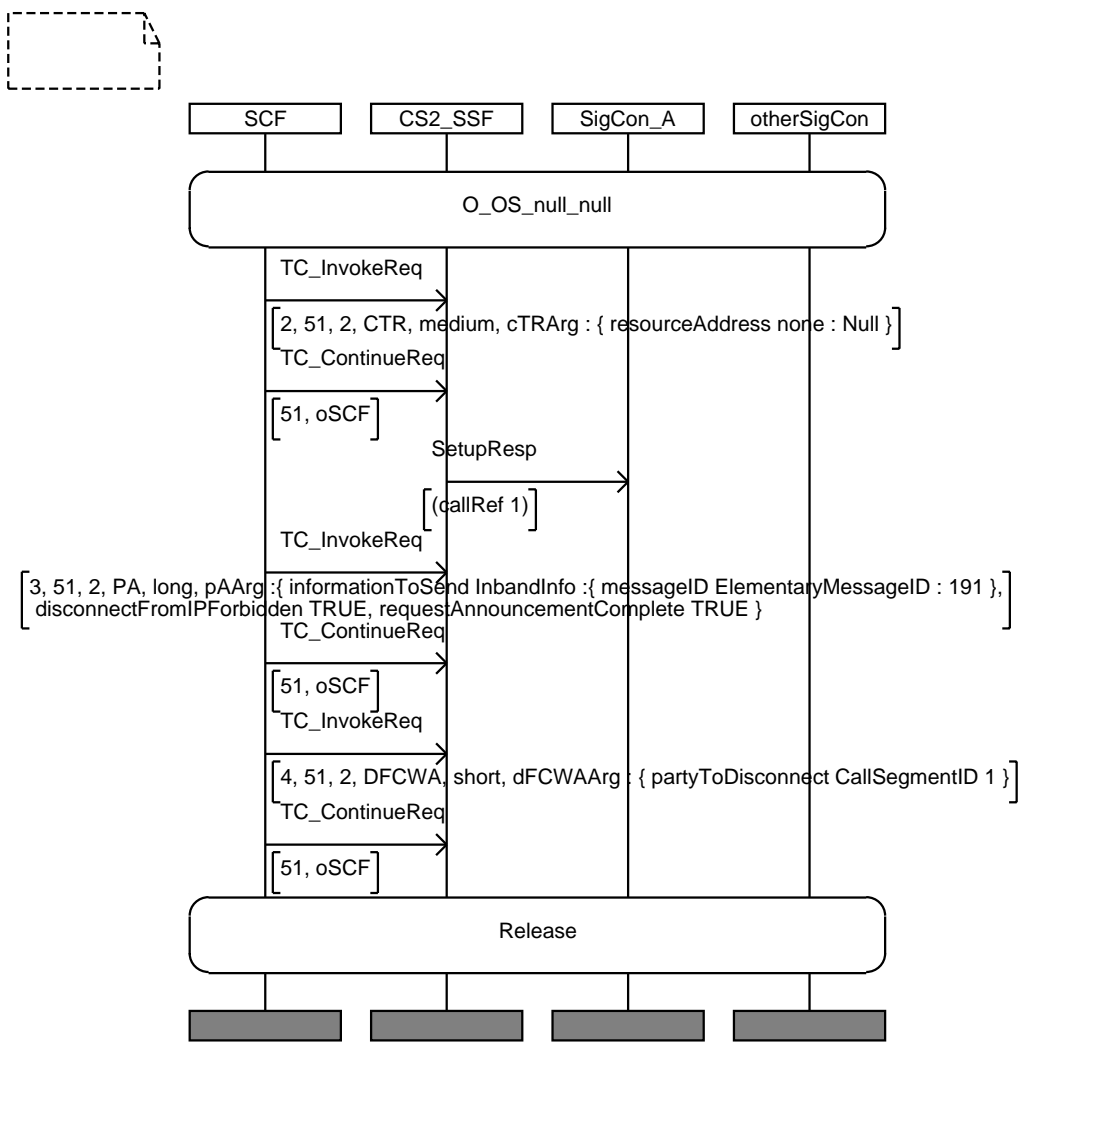 SCF CS2_SSF SigCon_A otherSigCon
O_OS_null_null
TC_InvokeReq
2, 51, 2, CTR, medium, cTRArg : { resourceAddress none : Null }
TC_ContinueReq
51, oSCF
SetupResp
(callRef 1)
TC_InvokeReq
3, 51, 2, PA, long, pAArg :{ informationToSend InbandInfo :{ messageID ElementaryMessageID : 191 },
disconnectFromIPForbidden TRUE, requestAnnouncementComplete TRUE }
TC_ContinueReq
51, oSCF
TC_InvokeReq
4, 51, 2, DFCWA, short, dFCWAArg : { partyToDisconnect CallSegmentID 1 }
TC_ContinueReq
51, oSCF
Release